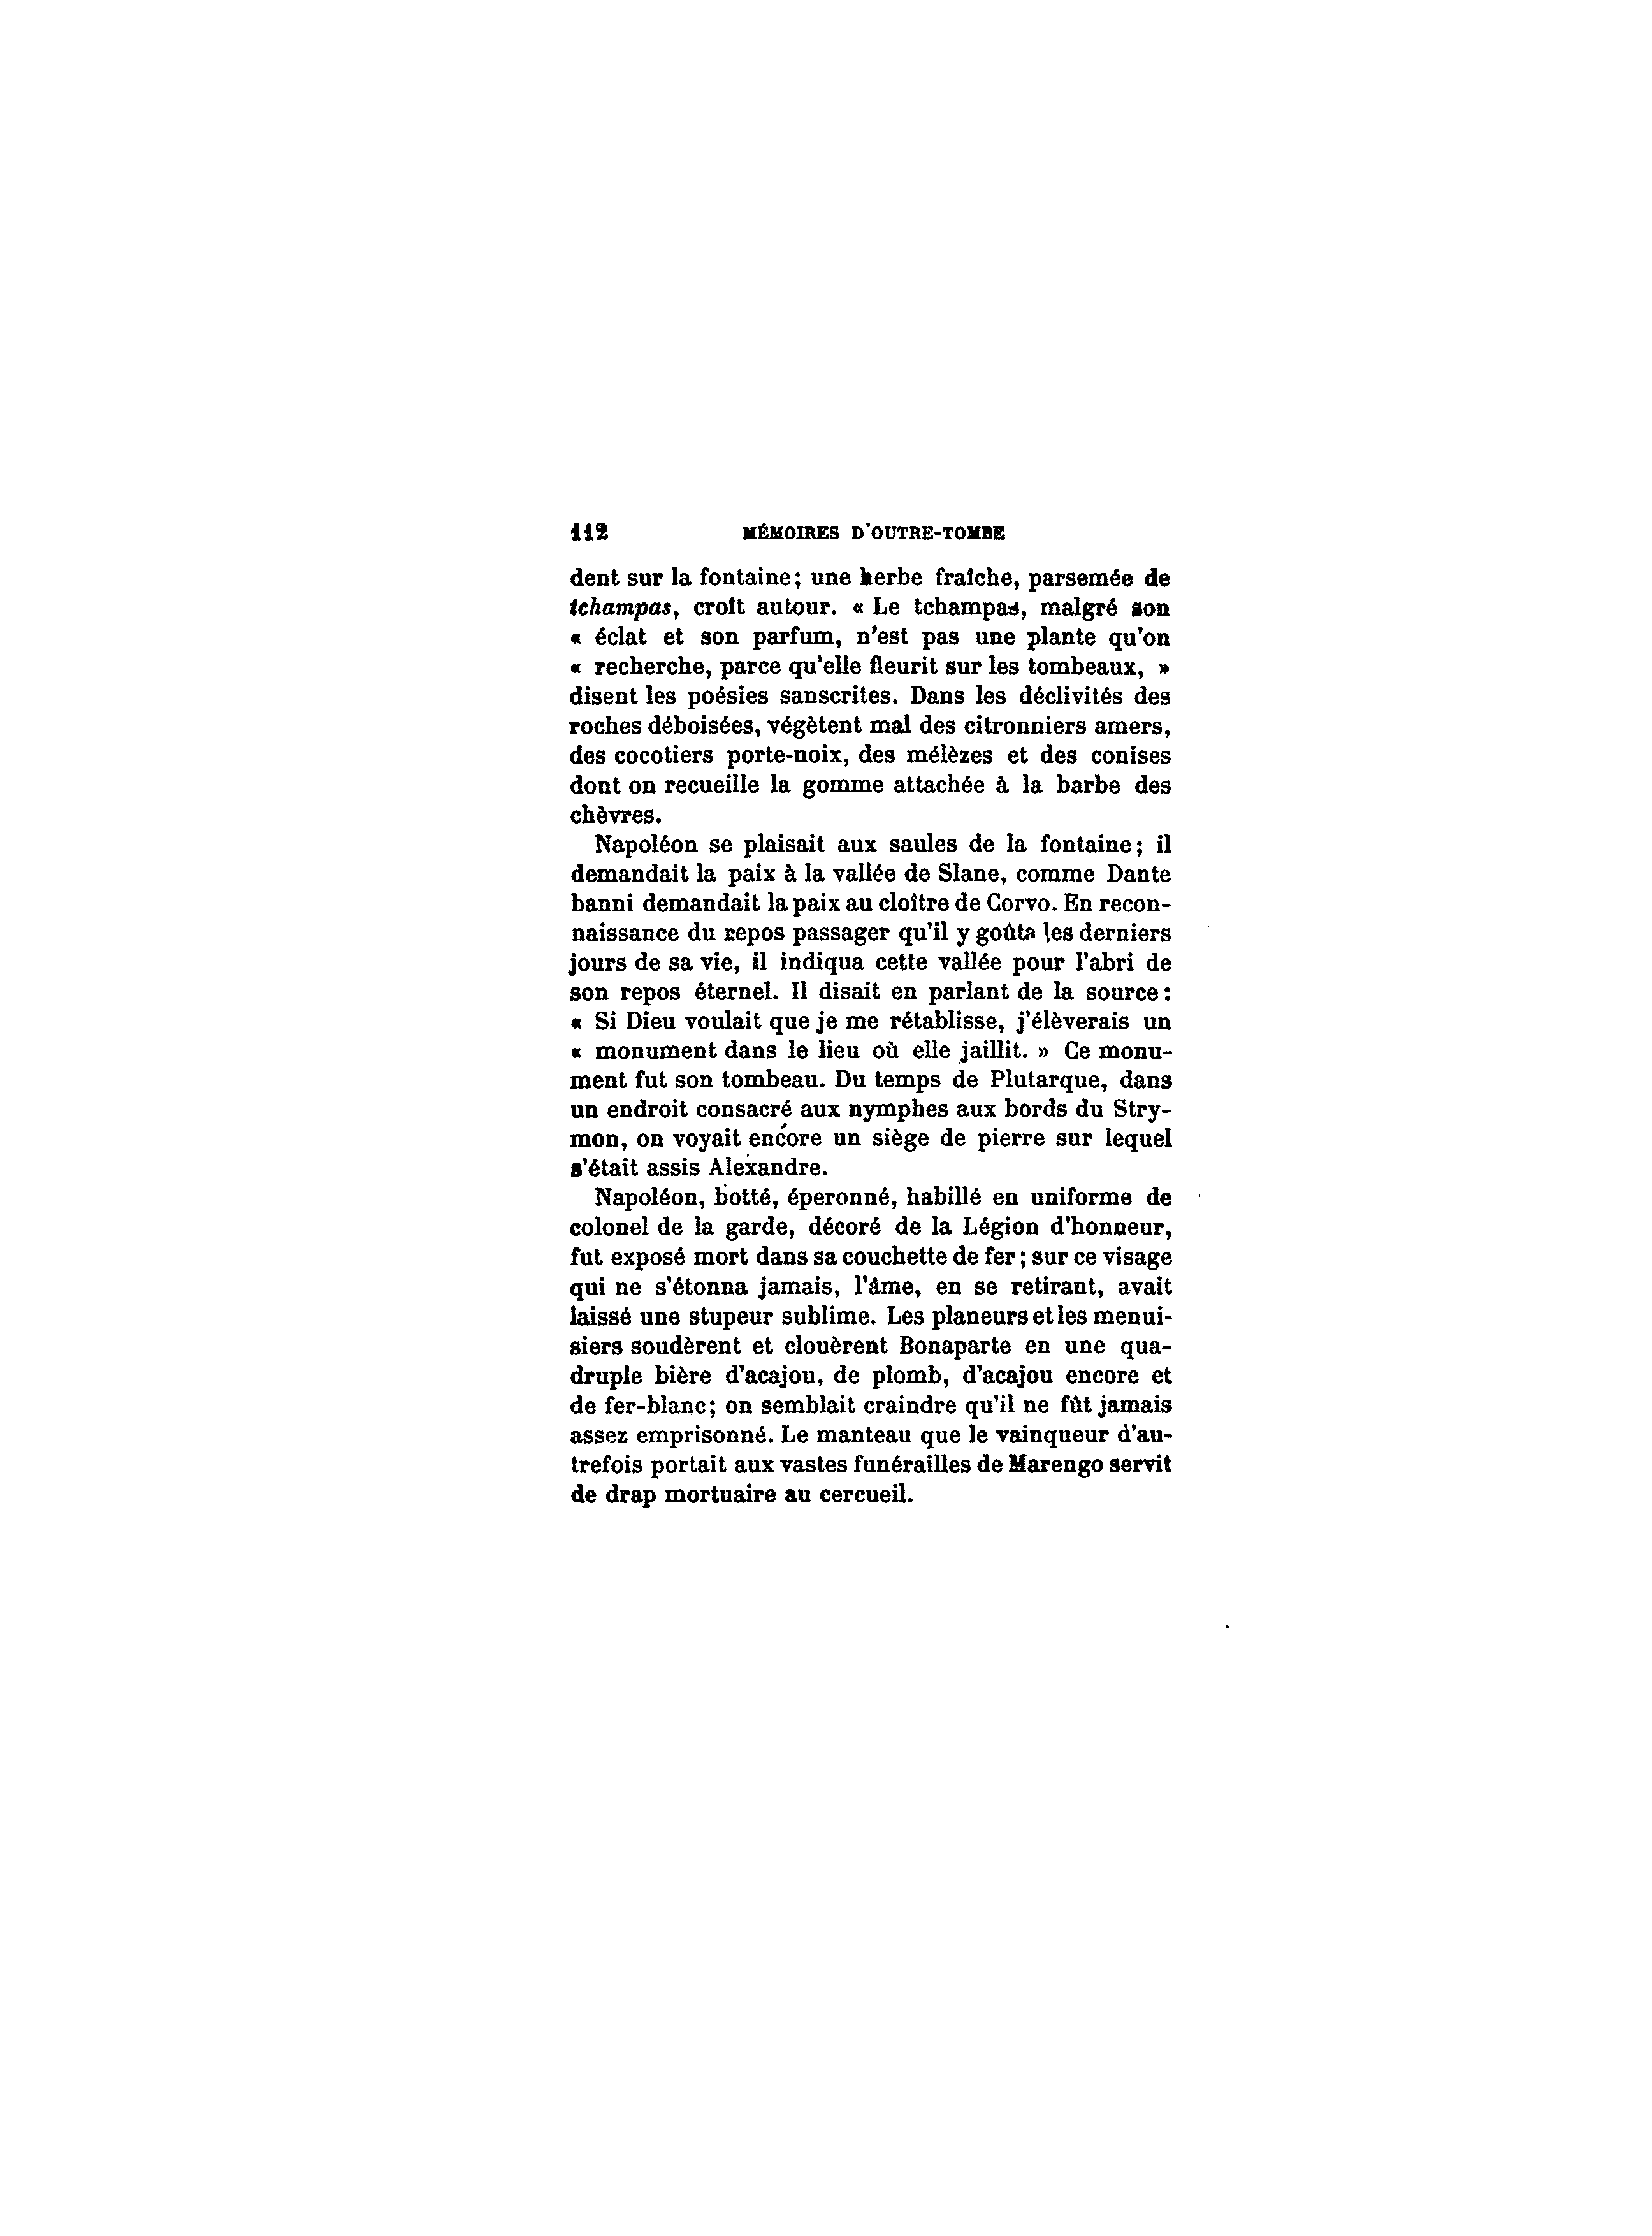 112 MÉMOIRES D'OUTRE-TOMBE
dent sur la fontaine; une herbe fraîche, parsemée de
tchampas, croît autour. « Le tchampas, malgré son
« éclat et son parfum, n'est pas une plante qu'on
« recherche, parce qu'elle fleurit sur les tombeaux, »
disent les poésies sanscrites. Dans les déclivités des
roches déboisées, végètent mal des citronniers amers,
des cocotiers porte-noix, des mélèzes et des conises
dont on recueille la gomme attachée à la barbe des
chèvres.
Napoléon se plaisait aux saules de la fontaine; il
demandait la paix à la vallée de Slane, comme Dante
banni demandait la paix au cloître de Corvo. En recon-
naissance du repos passager qu'il y goûta les derniers
jours de sa vie, il indiqua cette vallée pour l'abri de
son repos éternel. Il disait en parlant de la source:
« Si Dieu voulait que je me rétablisse, j'élèverais un
« monument dans le lieu où elle jaillit. » Ce monu-
ment fut son tombeau. Du temps de Plutarque, dans
un endroit consacré aux nymphes aux bords du Stry-
mon, on voyait encore un siège de pierre sur lequel
s'était assis Alexandre.
Napoléon, botté, éperonné, habillé en uniforme de
colonel de la garde, décoré de la Légion d'honneur,
fut exposé mort dans sa couchette de fer; sur ce visage
qui ne s'étonna jamais, l'âme, en se retirant, avait
laissé une stupeur sublime. Les planeurs et les menui-
siers soudèrent et clouèrent Bonaparte en une qua-
druple bière d'acajou, de plomb, d'acajou encore et
de fer-blanc; on semblait craindre qu'il ne fût jamais
assez emprisonné. Le manteau que le vainqueur d'au-
trefois portait aux vastes funérailles de Marengo servit
de drap mortuaire au cercueil.